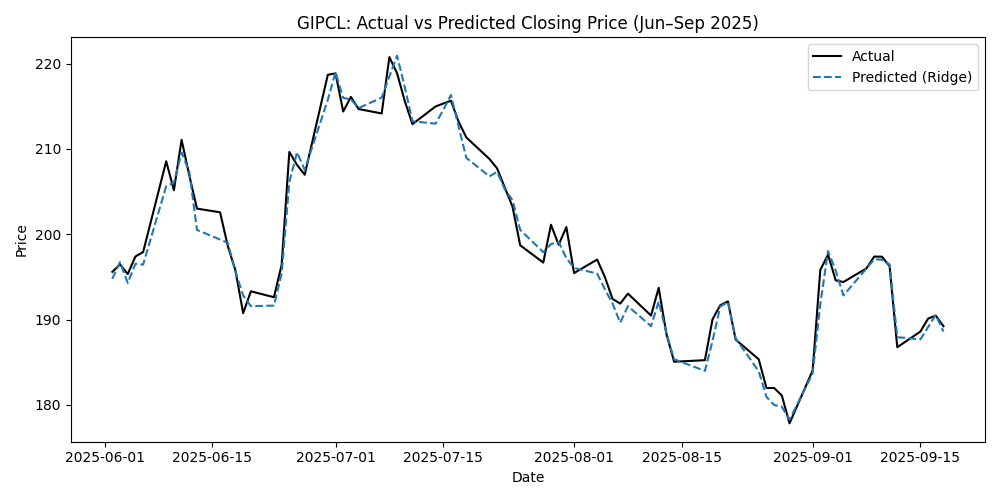 GIPCL: Actual vs Predicted Closing Price (Jun–Sep 2025)
Actual
Predicted (Ridge)
Price
220
210
200
190
180
2025-06-01 2025-06-15 2025-07-01 2025-07-15 2025-08-01 2025-08-15 2025-09-01 2025-09-15
Date